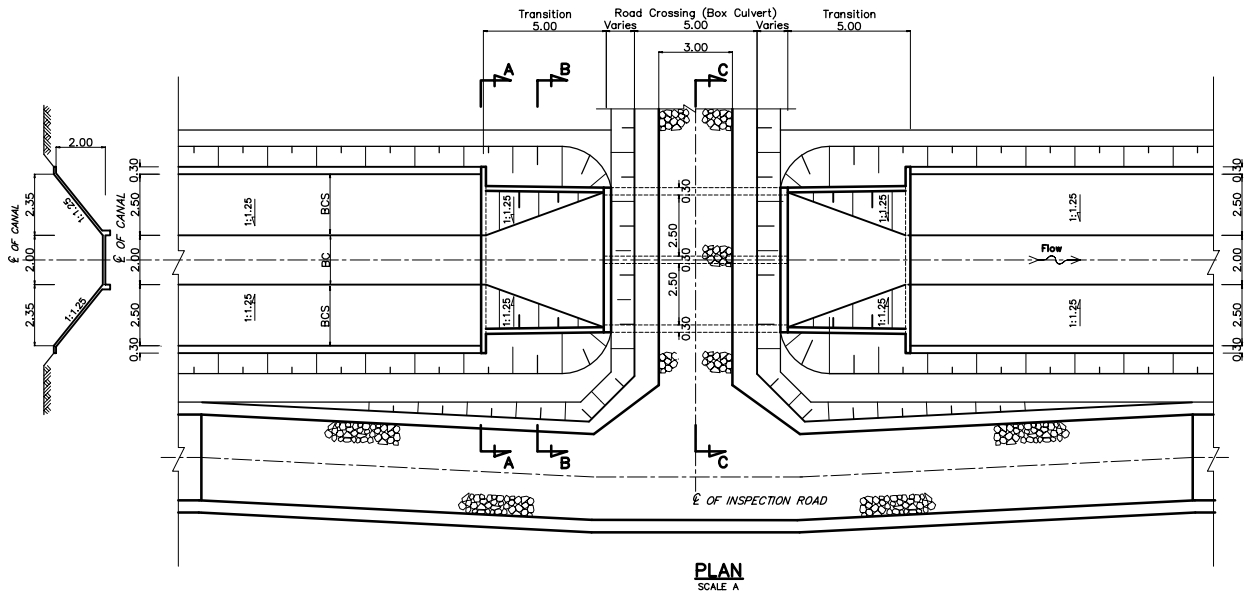 Transition
5.00
Varies
Road Crossing (Box Culvert)
5.00
Varies
Transition
5.00
3.00
A
B
C
2.00
2.35
2.00
2.35
1:1.25
1:1.25
℄ OF CANAL
℄ OF CANAL
0.30
2.50
2.00
2.50
0.30
1:1.25
1:1.25
BCS
BC
BCS
1:1.25
1:1.25
0.30
2.50
0.30
2.50
0.30
1:1.25
1:1.25
1:1.25
1:1.25
Flow
0.30
2.50
2.00
2.50
0.30
A
B
C
℄ OF INSPECTION ROAD
PLAN
SCALE A